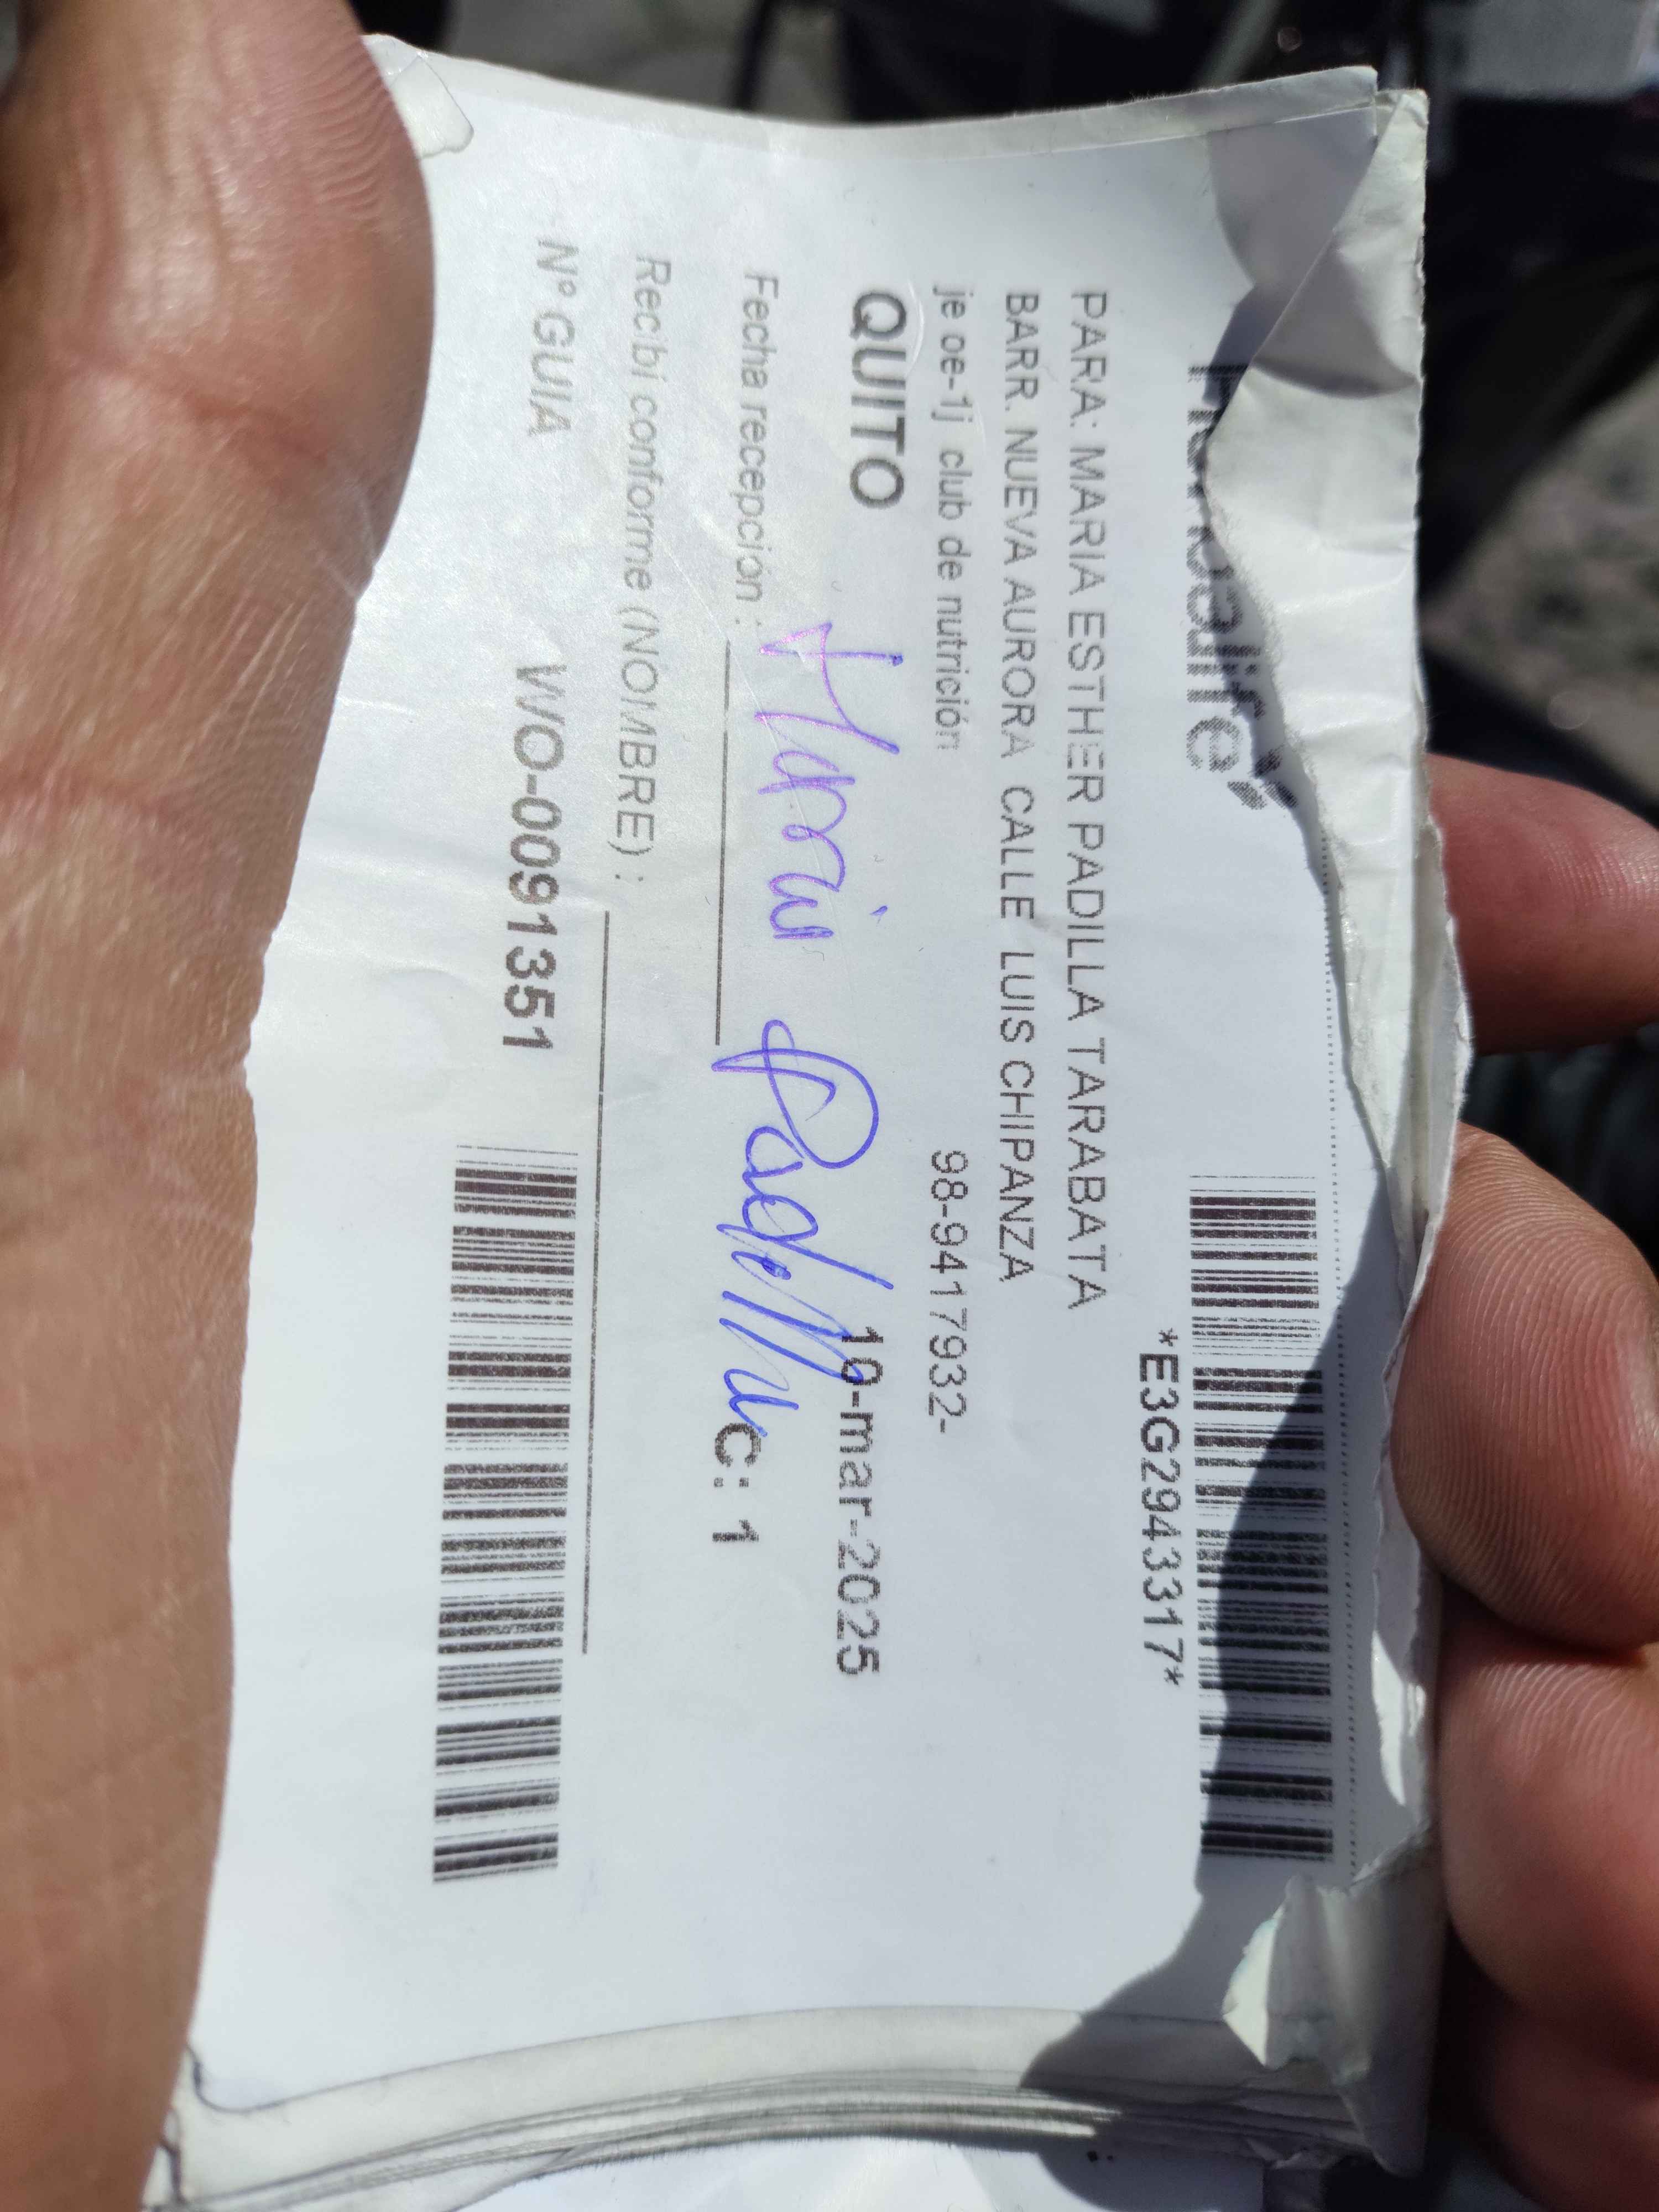 *E3G2943317*
PARA: MARIA ESTHER PADILLA TARABATA
BARR. NUEVA AURORA CALLE LUIS CHIPANZA
je oe-1j club de nutrición 98-9417932-
QUITO 10-mar-2025
Fecha recepción : Maria Padilla C: 1
Recibí conforme (NOMBRE) :
Nº GUIA WO-0091351